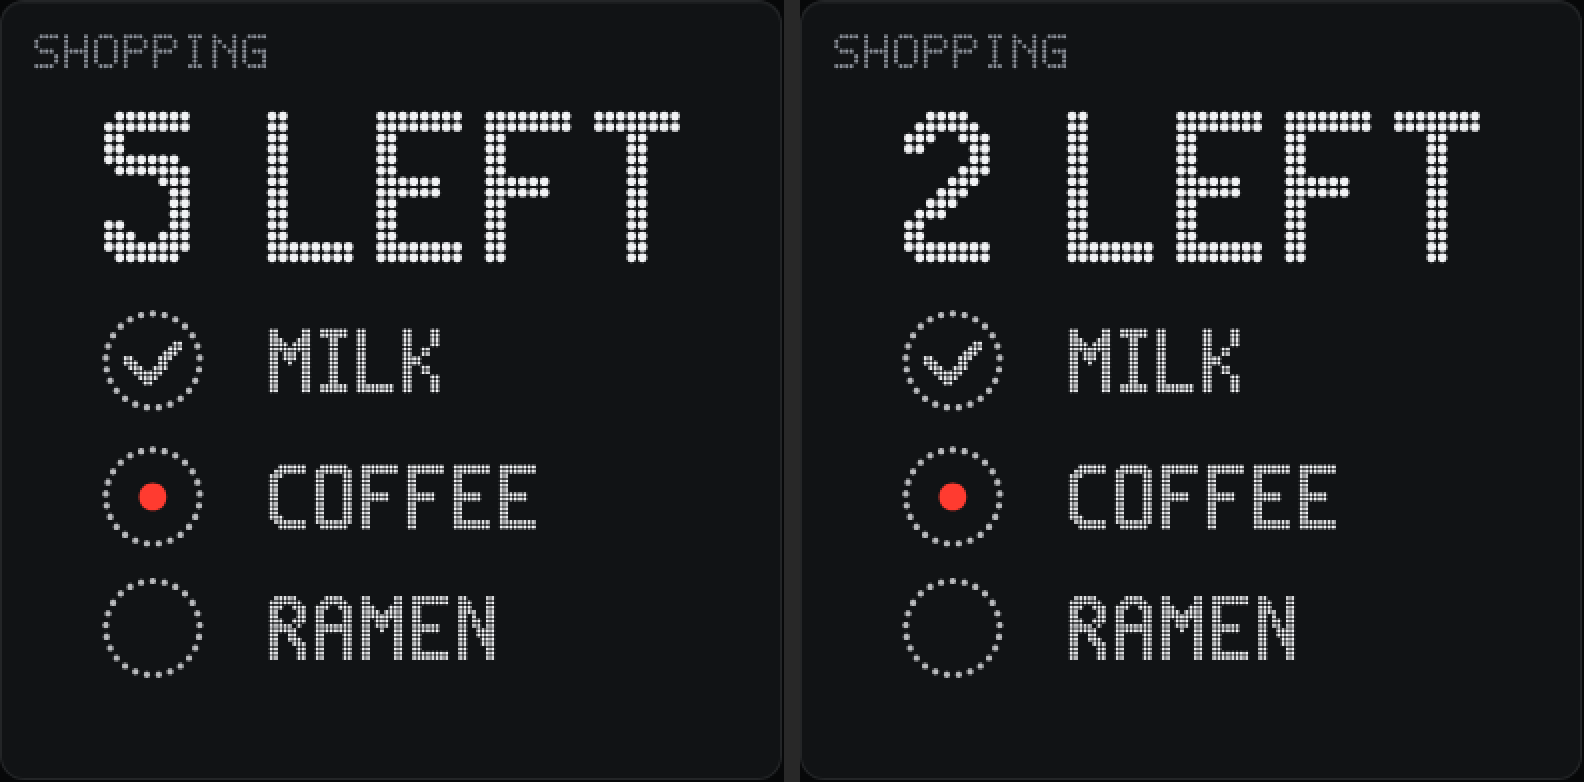 SHOPPING
5 LEFT
MILK
COFFEE
RAMEN
SHOPPING
2 LEFT
MILK
COFFEE
RAMEN